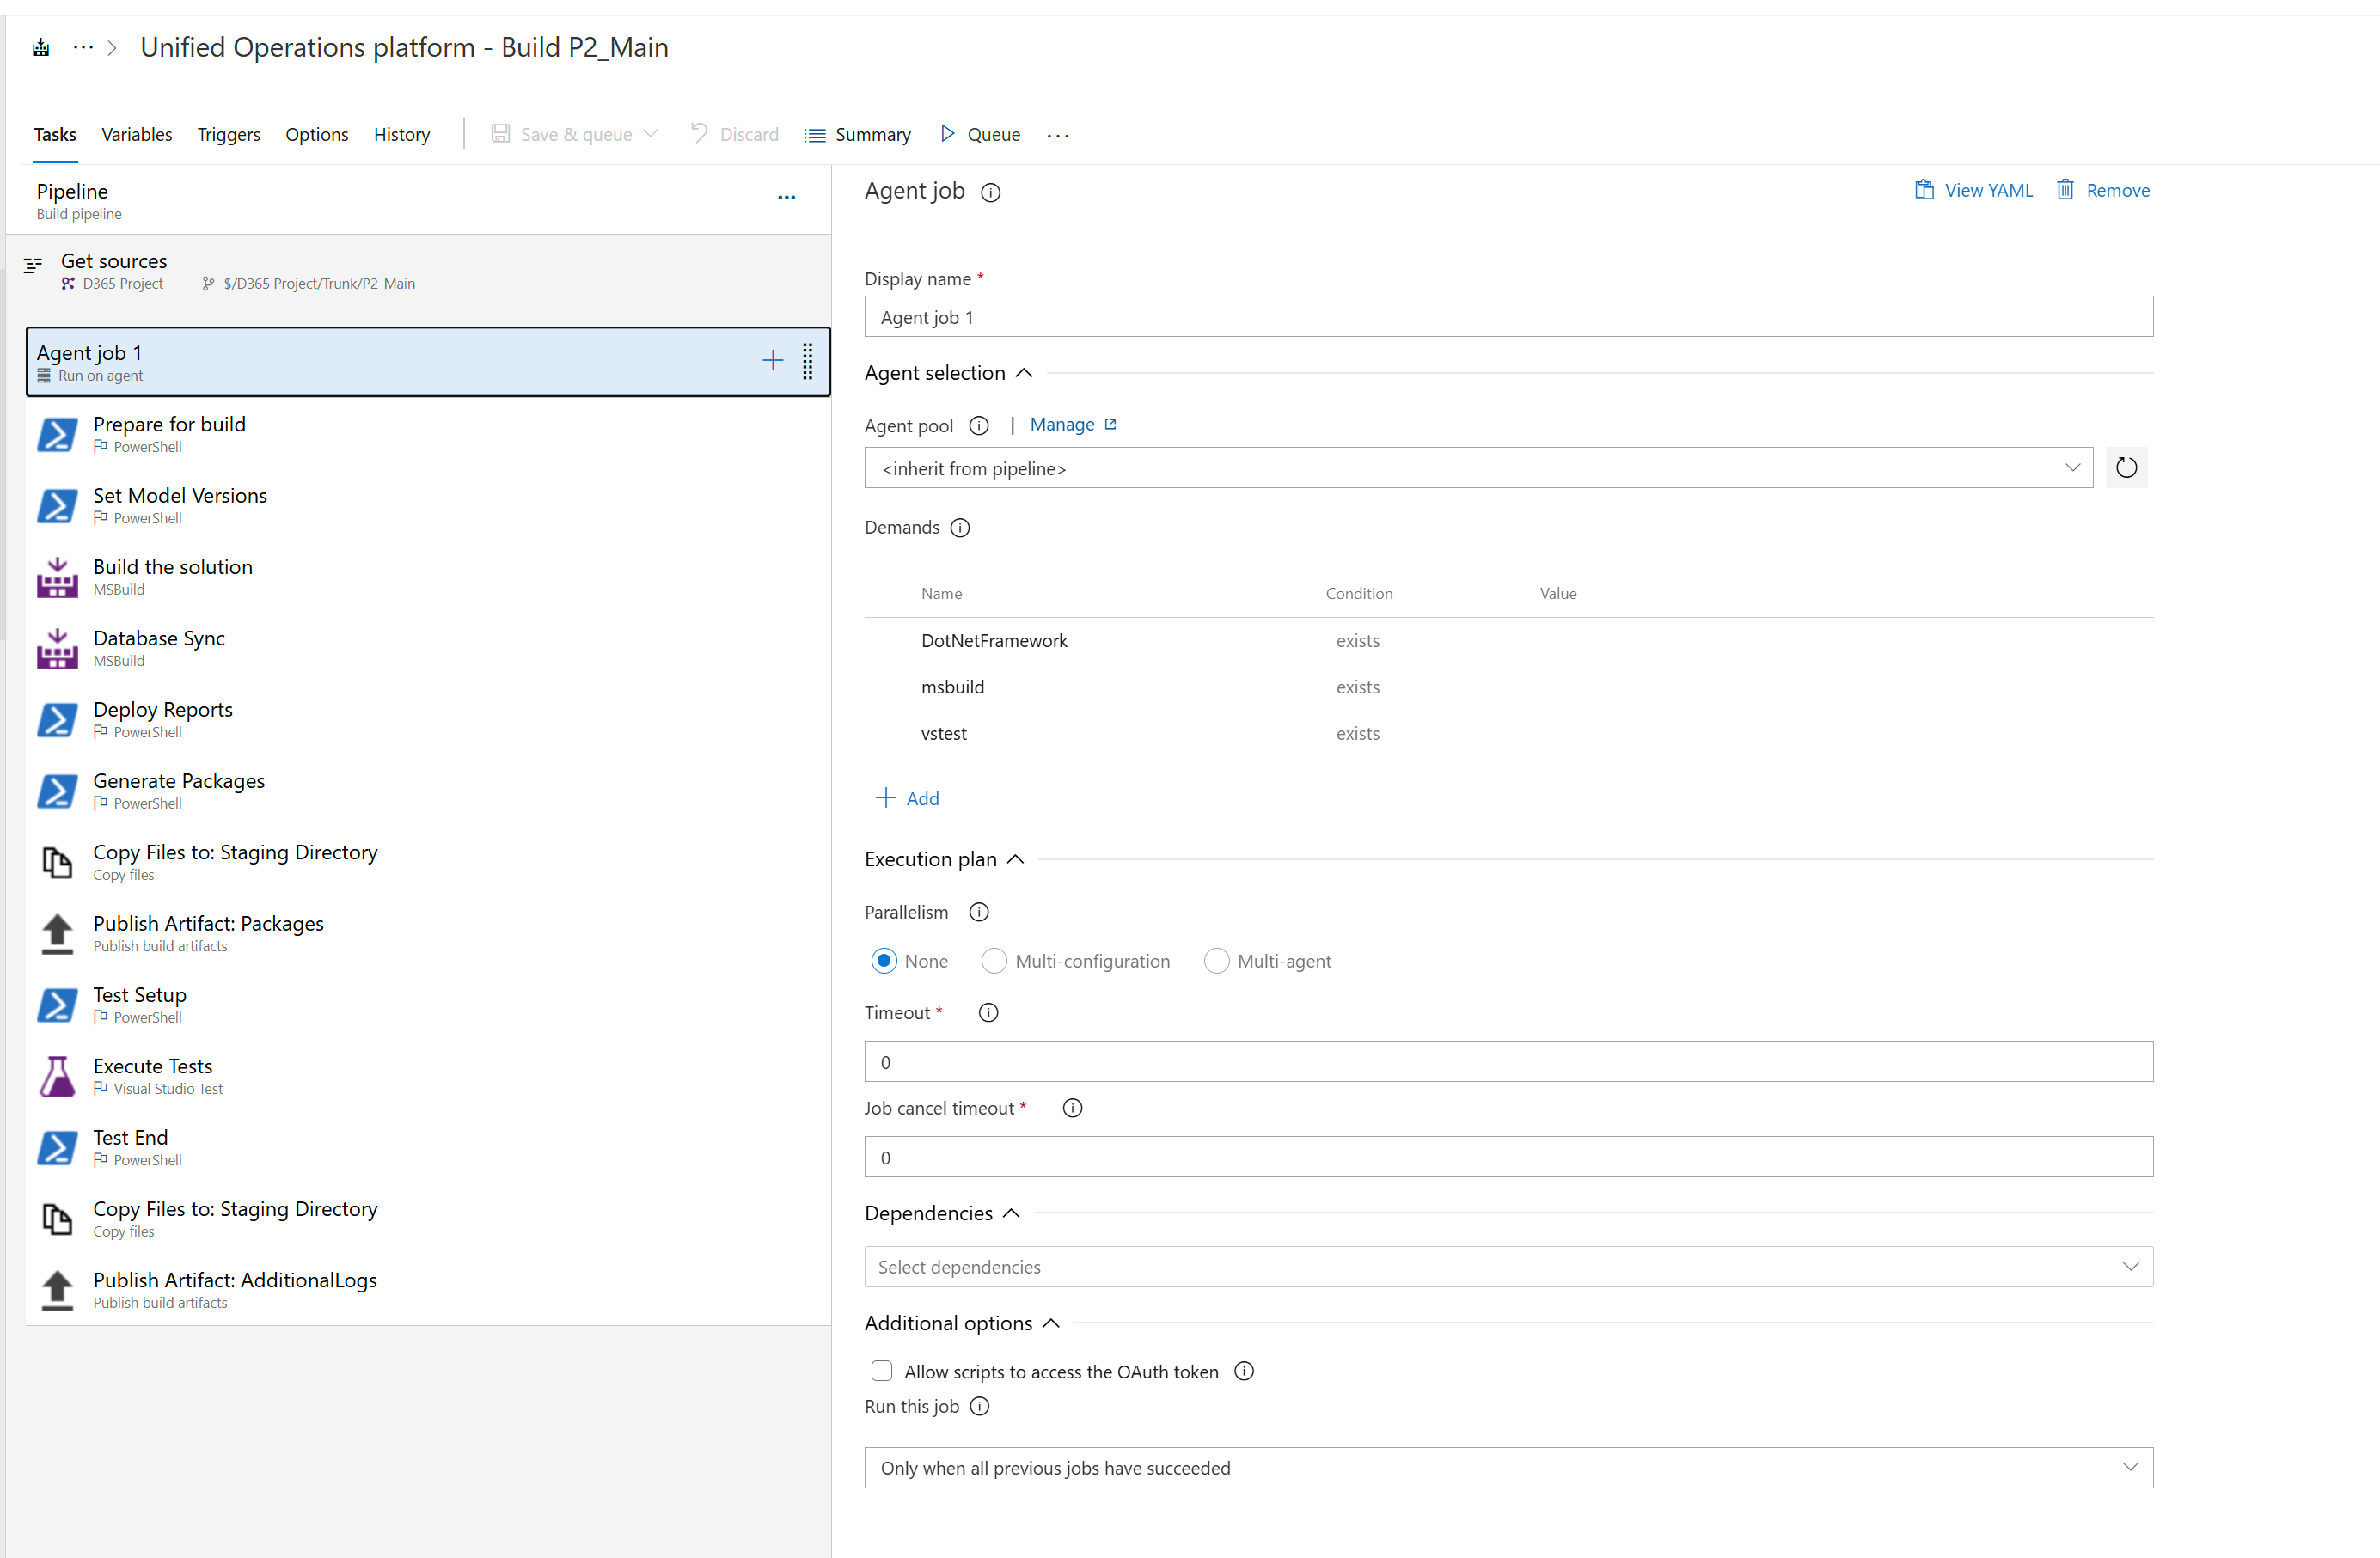 Unified Operations platform - Build P2_Main
Tasks Variables Triggers Options History Save & queue Discard Summary Queue
Pipeline
Build pipeline
Get sources
D365 Project $/D365 Project/Trunk/P2_Main
Agent job 1
Run on agent
Prepare for build
PowerShell
Set Model Versions
PowerShell
Build the solution
MSBuild
Database Sync
MSBuild
Deploy Reports
PowerShell
Generate Packages
PowerShell
Copy Files to: Staging Directory
Copy files
Publish Artifact: Packages
Publish build artifacts
Test Setup
PowerShell
Execute Tests
Visual Studio Test
Test End
PowerShell
Copy Files to: Staging Directory
Copy files
Publish Artifact: AdditionalLogs
Publish build artifacts
Agent job View YAML Remove
Display name *
Agent job 1
Agent selection
Agent pool | Manage
<inherit from pipeline>
Demands
Name Condition Value
DotNetFramework exists
msbuild exists
vstest exists
+ Add
Execution plan
Parallelism
None Multi-configuration Multi-agent
Timeout *
0
Job cancel timeout *
0
Dependencies
Select dependencies
Additional options
Allow scripts to access the OAuth token
Run this job
Only when all previous jobs have succeeded